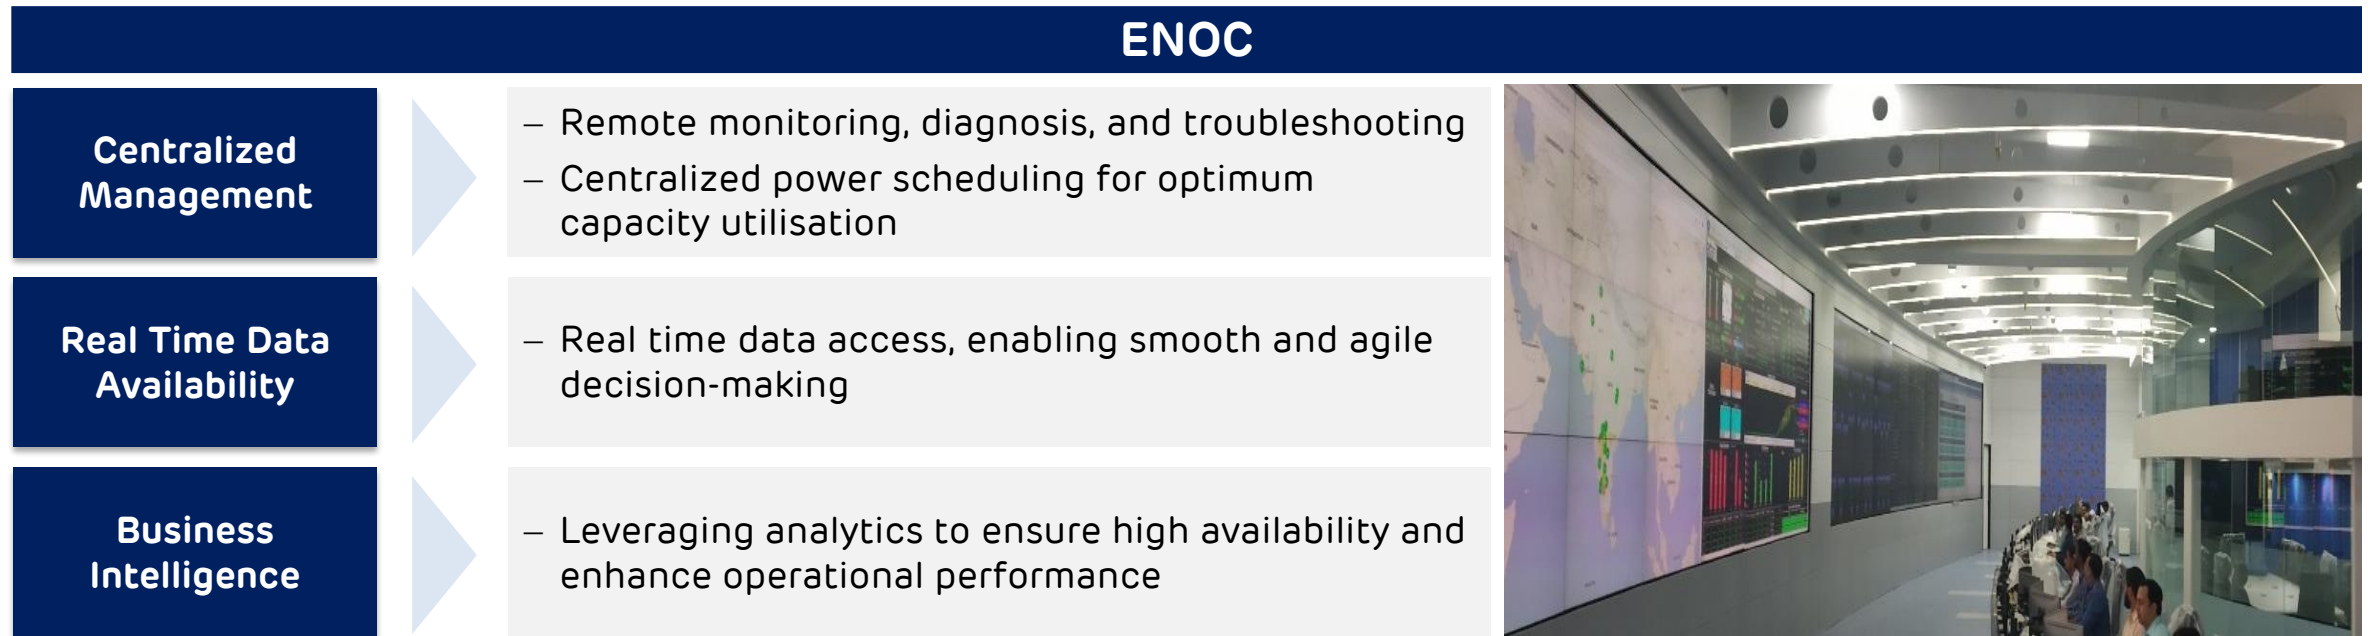 ENOC
Centralized
Management
– Remote monitoring, diagnosis, and troubleshooting
– Centralized power scheduling for optimum
capacity utilisation
Real Time Data
Availability
– Real time data access, enabling smooth and agile
decision-making
Business
Intelligence
– Leveraging analytics to ensure high availability and
enhance operational performance